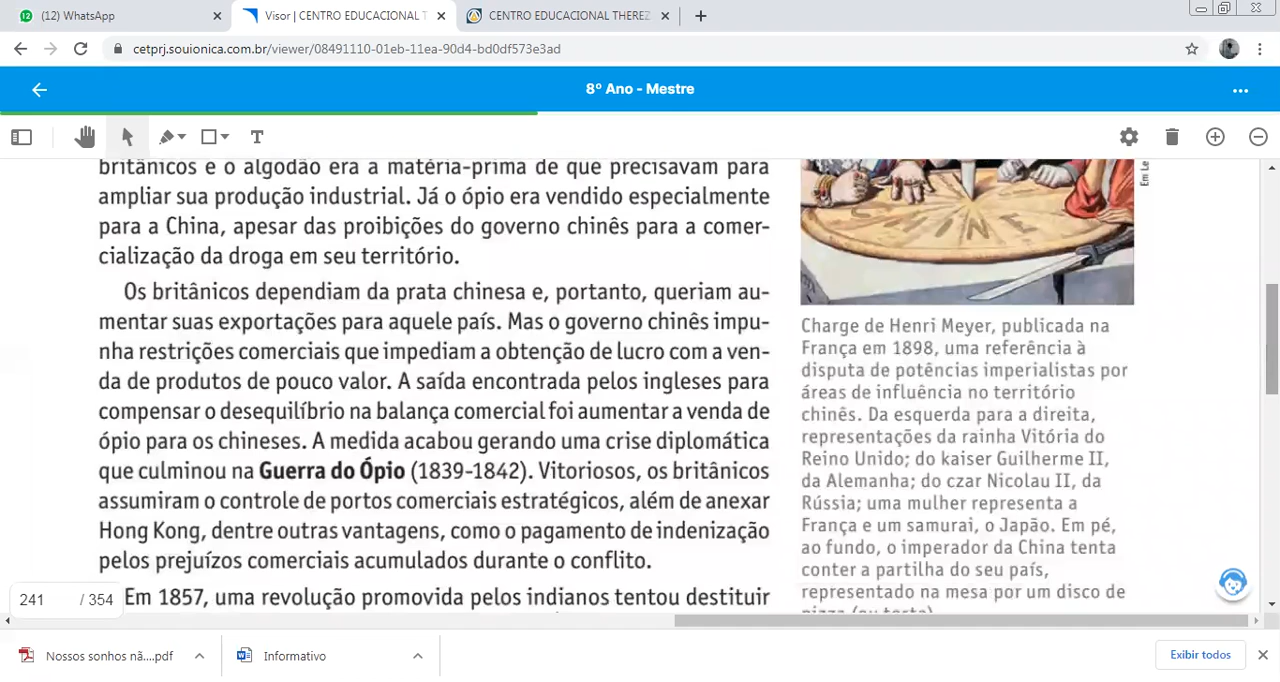 (12) WhatsApp
Visor | CENTRO EDUCACIONAL T
CENTRO EDUCACIONAL THEREZ
cetprj.souionica.com.br/viewer/08491110-01eb-11ea-90d4-bd0df573e3ad
8º Ano - Mestre
T
britânicos e o algodão era a matéria-prima de que precisavam para
ampliar sua produção industrial. Já o ópio era vendido especialmente
para a China, apesar das proibições do governo chinês para a comer-
cialização da droga em seu território.
Os britânicos dependiam da prata chinesa e, portanto, queriam au-
mentar suas exportações para aquele país. Mas o governo chinês impu-
nha restrições comerciais que impediam a obtenção de lucro com a ven-
da de produtos de pouco valor. A saída encontrada pelos ingleses para
compensar o desequilíbrio na balança comercial foi aumentar a venda de
ópio para os chineses. A medida acabou gerando uma crise diplomática
que culminou na Guerra do Ópio (1839-1842). Vitoriosos, os britânicos
assumiram o controle de portos comerciais estratégicos, além de anexar
Hong Kong, dentre outras vantagens, como o pagamento de indenização
pelos prejuízos comerciais acumulados durante o conflito.
Em 1857, uma revolução promovida pelos indianos tentou destituir
Em Le
Charge de Henri Meyer, publicada na
França em 1898, uma referência à
disputa de potências imperialistas por
áreas de influência no território
chinês. Da esquerda para a direita,
representações da rainha Vitória do
Reino Unido; do kaiser Guilherme II,
da Alemanha; do czar Nicolau II, da
Rússia; uma mulher representa a
França e um samurai, o Japão. Em pé,
ao fundo, o imperador da China tenta
conter a partilha do seu país,
representado na mesa por um disco de
pizza (ou torta).
241 / 354
Nossos sonhos nã....pdf
Informativo
Exibir todos